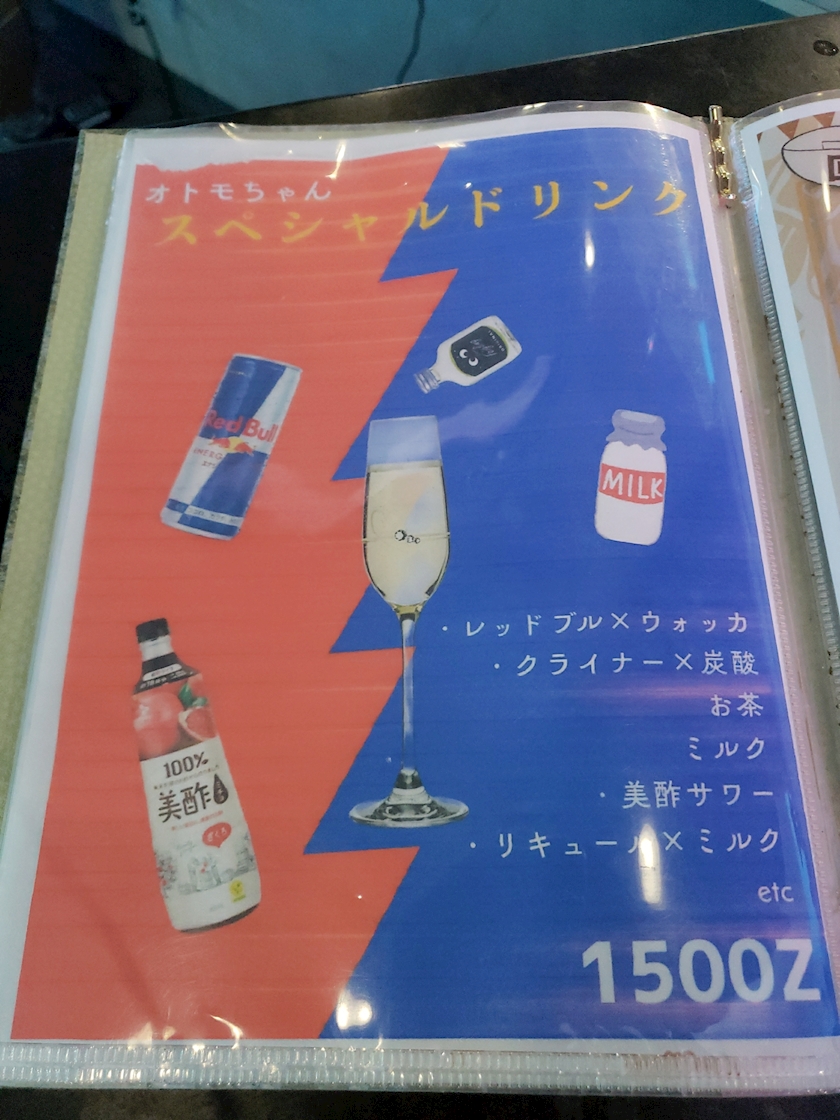 オトモちゃん
スペシャルドリンク
Red Bull
MILK
・レッドブル×ウォッカ
・クライナー×炭酸
お茶
ミルク
100%
美酢
ざくろ
・美酢サワー
・リキュール×ミルク
etc
1500Z